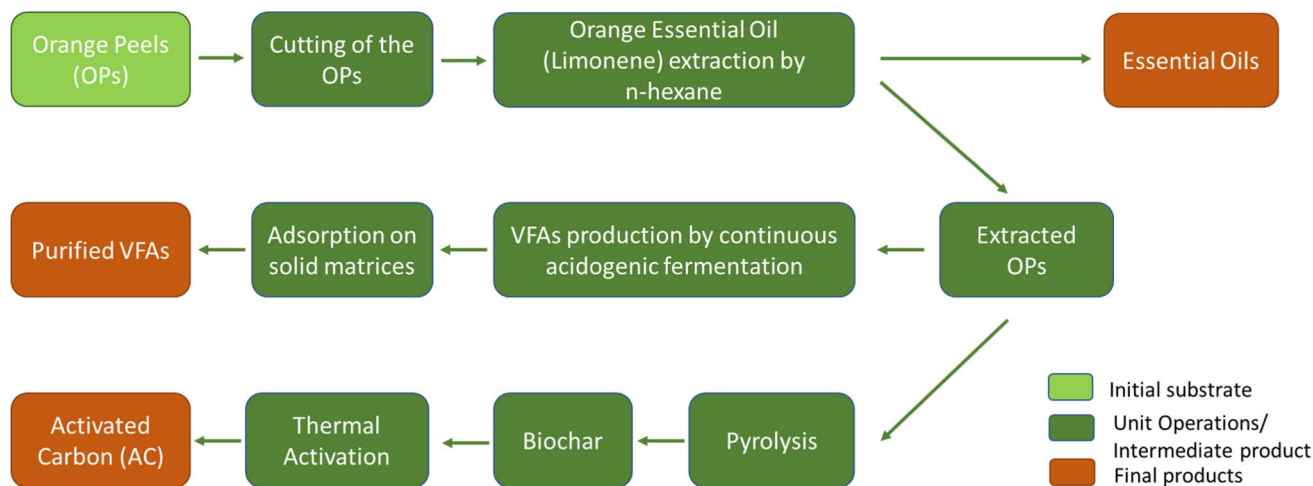 Orange Peels
(OPs)
Cutting of the
OPs
Orange Essential Oil
(Limonene) extraction by
n-hexane
Essential Oils
Purified VFAs
Adsorption on
solid matrices
VFAs production by continuous
acidogenic fermentation
Extracted
OPs
Activated
Carbon (AC)
Thermal
Activation
Biochar
Pyrolysis
Initial substrate
Unit Operations/
Intermediate product
Final products